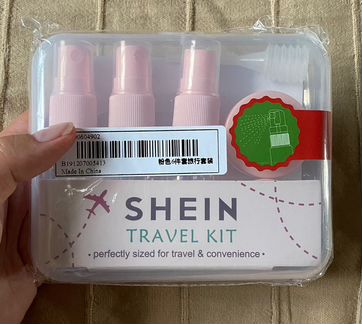 B191207005413
粉色6件套旅行套装
Made In China
SHEIN
TRAVEL KIT
• perfectly sized for travel & convenience •